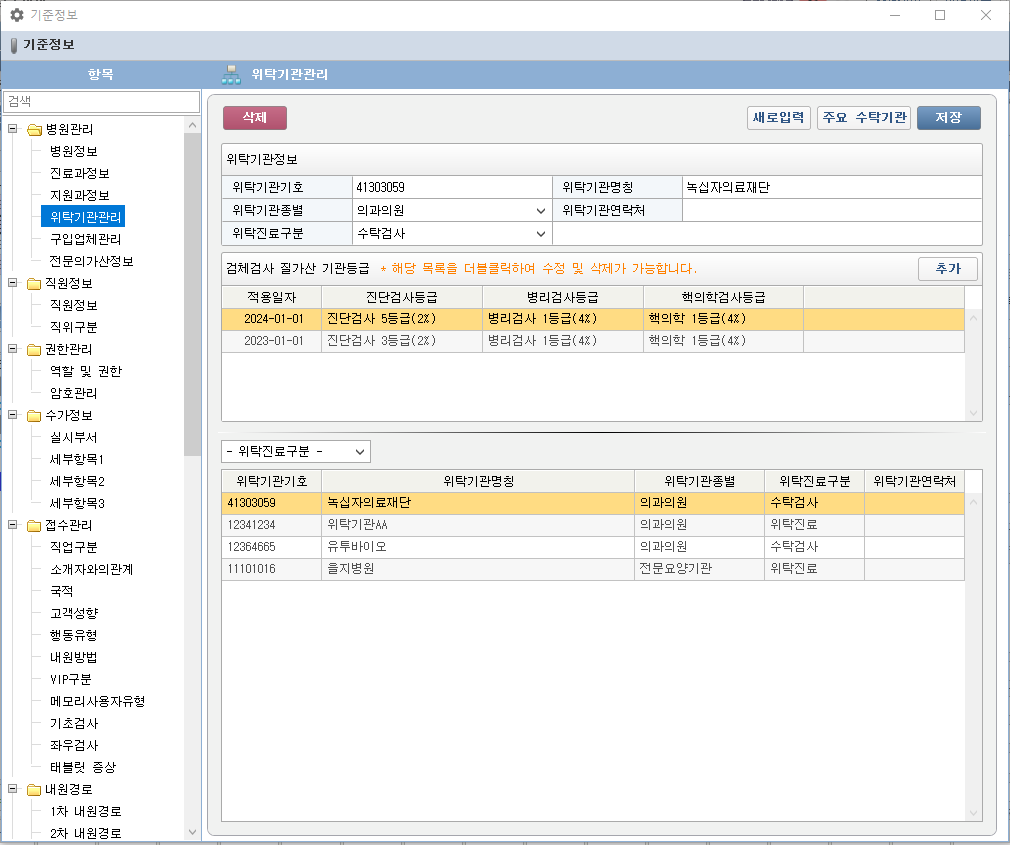 기준정보
기준정보
항목
위탁기관관리
검색
병원관리
병원정보
진료과정보
지원과정보
위탁기관관리
구입업체관리
전문의가산정보
직원정보
직원정보
직위구분
권한관리
역할 및 권한
암호관리
수가정보
실시부서
세부항목1
세부항목2
세부항목3
접수관리
직업구분
소개자와의관계
국적
고객성향
행동유형
내원방법
VIP구분
메모리사용자유형
기초검사
좌우검사
태블릿 증상
내원경로
1차 내원경로
2차 내원경로
삭제 새로입력 주요 수탁기관 저장
위탁기관정보
위탁기관기호 41303059 위탁기관명칭 녹십자의료재단
위탁기관종별 의과의원 위탁기관연락처
위탁진료구분 수탁검사
검체검사 질가산 기관등급 * 해당 목록을 더블클릭하여 수정 및 삭제가 가능합니다. 추가
적용일자 진단검사등급 병리검사등급 핵의학검사등급
2024-01-01 진단검사 5등급(2%) 병리검사 1등급(4%) 핵의학 1등급(4%)
2023-01-01 진단검사 3등급(2%) 병리검사 1등급(4%) 핵의학 1등급(4%)
- 위탁진료구분 -
위탁기관기호 위탁기관명칭 위탁기관종별 위탁진료구분 위탁기관연락처
41303059 녹십자의료재단 의과의원 수탁검사
12341234 위탁기관AA 의과의원 위탁진료
12364665 유투바이오 의과의원 수탁검사
11101016 을지병원 전문요양기관 위탁진료